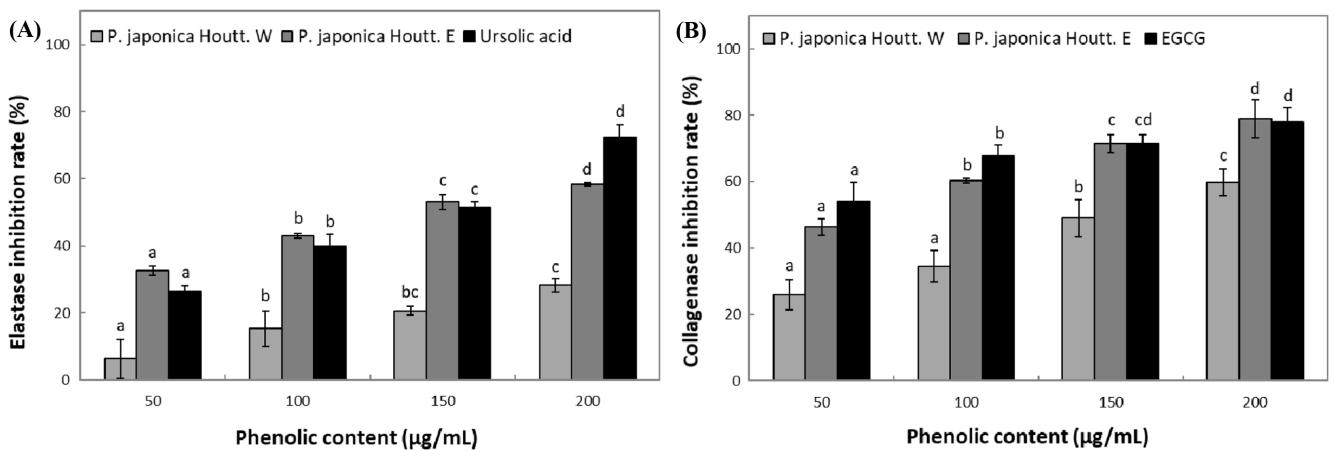 (A)
P. japonica Houtt. W P. japonica Houtt. E Ursolic acid
Elastase inhibition rate (%)
100
80
60
40
20
0
a a a
b b b
bc c c
c d d
50 100 150 200
Phenolic content (μg/mL)
(B)
P. japonica Houtt. W P. japonica Houtt. E EGCG
Collagenase inhibition rate (%)
100
80
60
40
20
0
a a a
a b b
b c cd
c d d
50 100 150 200
Phenolic content (μg/mL)